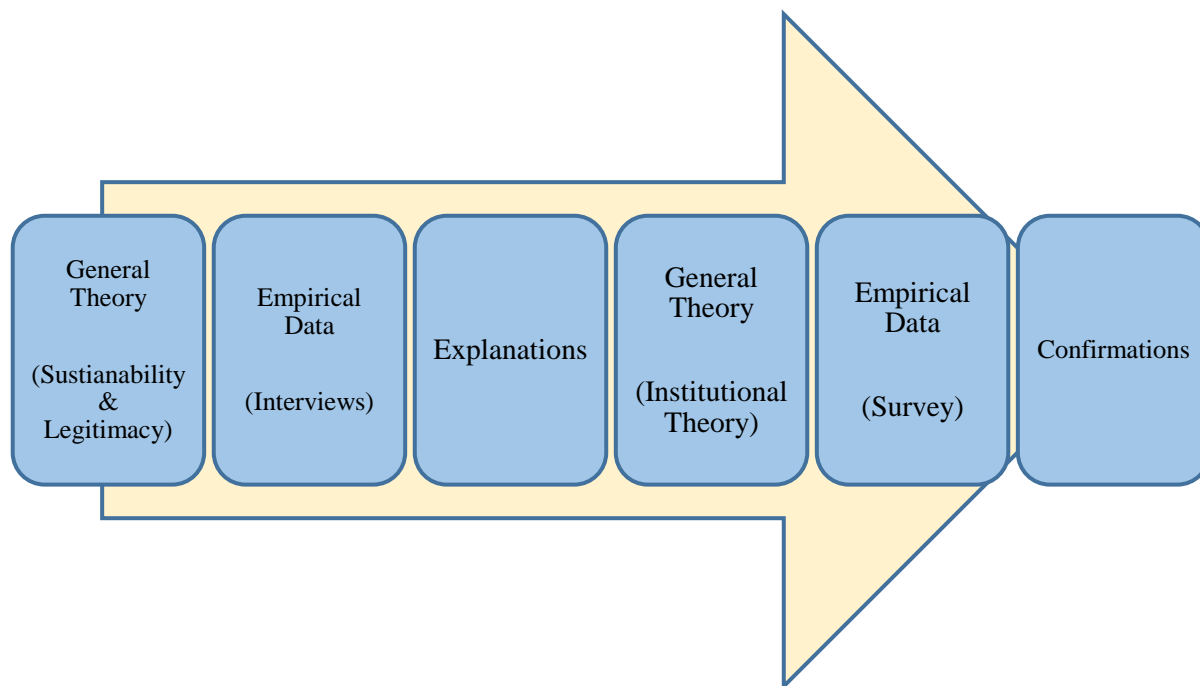 General
Theory
(Sustianability
&
Legitimacy)
Empirical
Data
(Interviews)
Explanations
General
Theory
(Institutional
Theory)
Empirical
Data
(Survey)
Confirmations